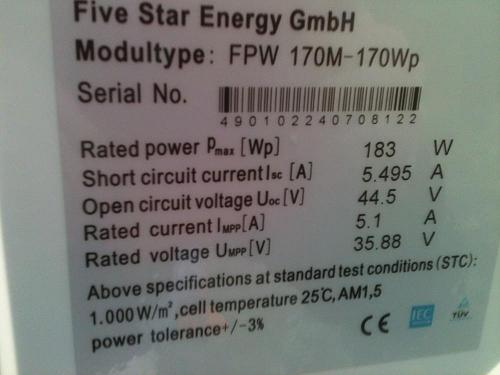 Five Star Energy GmbH
Modultype: FPW 170M-170Wp
Serial No.
490102240708122
Rated power Pmax [Wp] 183 W
Short circuit current Isc [A] 5.495 A
Open circuit voltage Uoc [V] 44.5 V
Rated current IMPP [A] 5.1 A
Rated voltage UMPP [V] 35.88 V
Above specifications at standard test conditions (STC):
1.000 W/m², cell temperature 25℃, AM1,5
power tolerance+/-3%
CE IEC TÜV